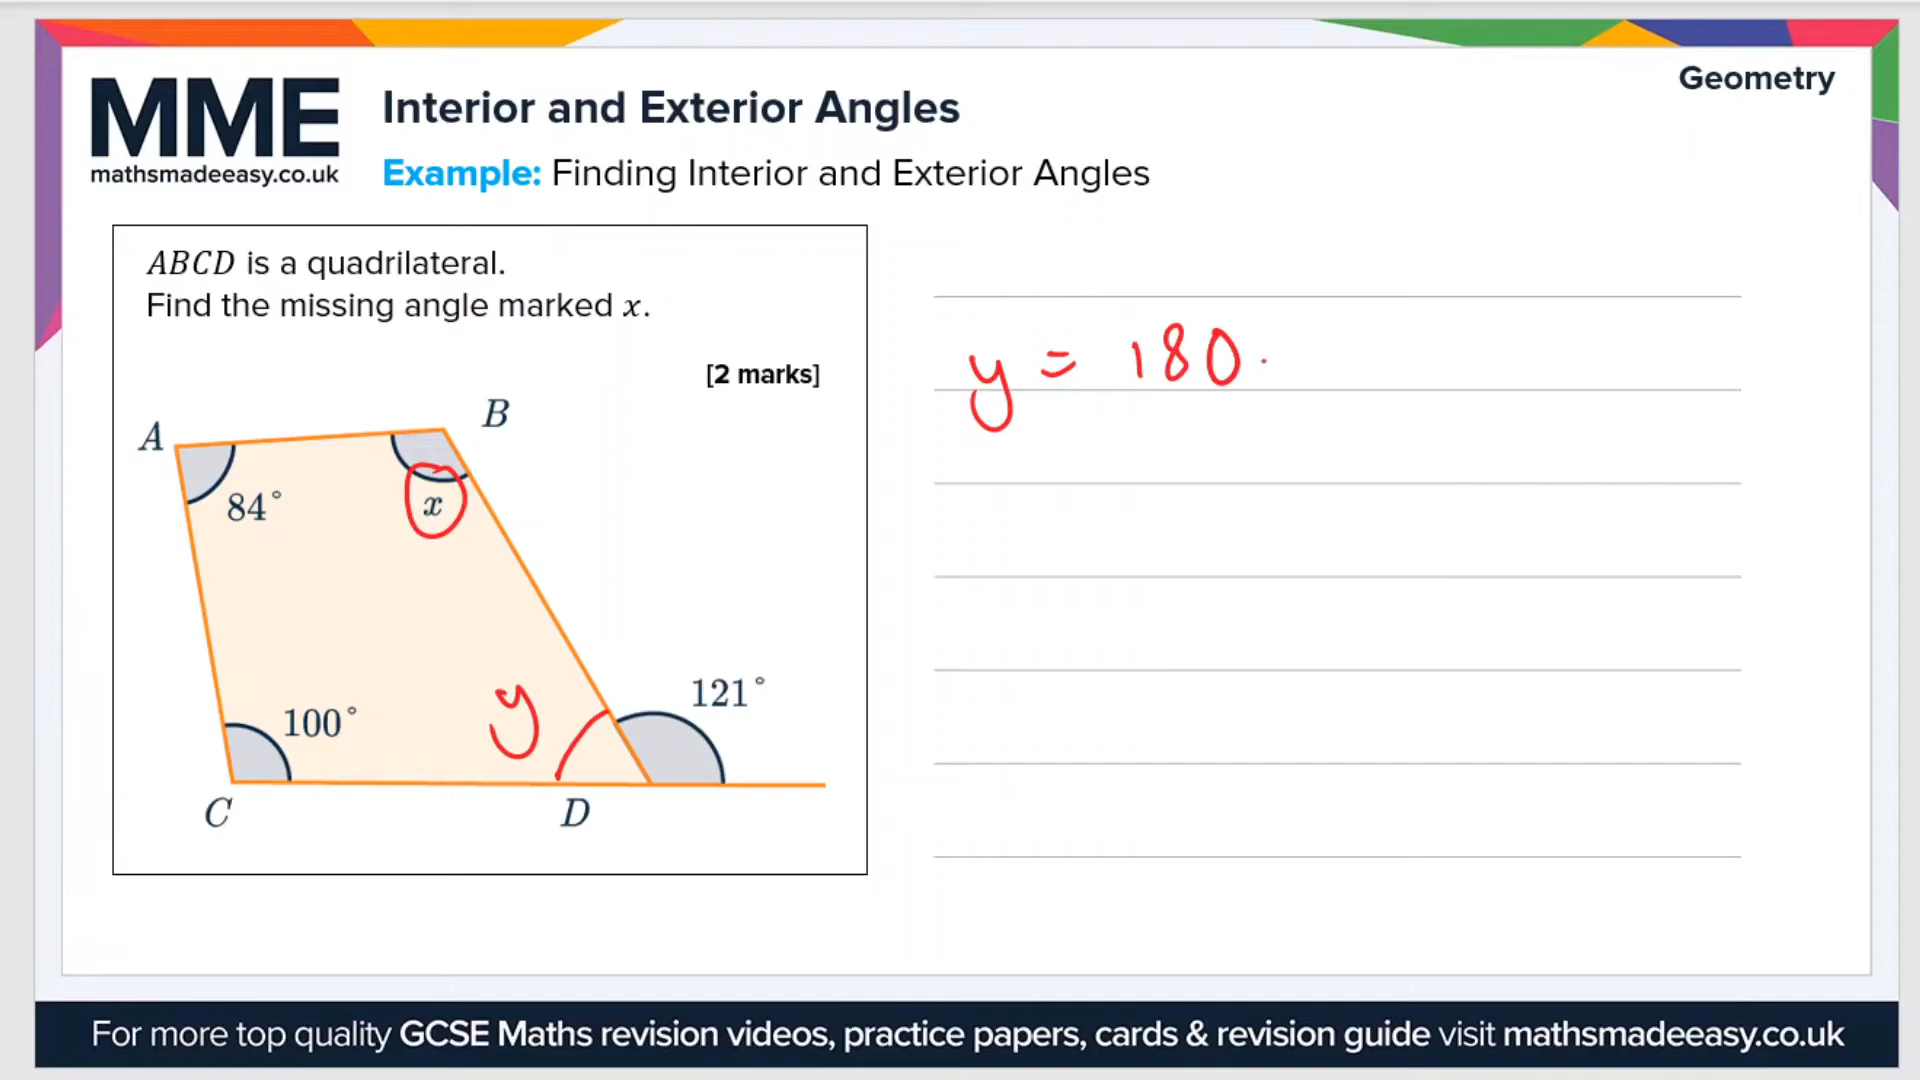 Geometry
MME
mathsmadeeasy.co.uk
Interior and Exterior Angles
Example: Finding Interior and Exterior Angles
ABCD is a quadrilateral.
Find the missing angle marked x.
[2 marks]
A
B
84°
x
100°
y
121°
C
D
y = 180
For more top quality GCSE Maths revision videos, practice papers, cards & revision guide visit mathsmadeeasy.co.uk